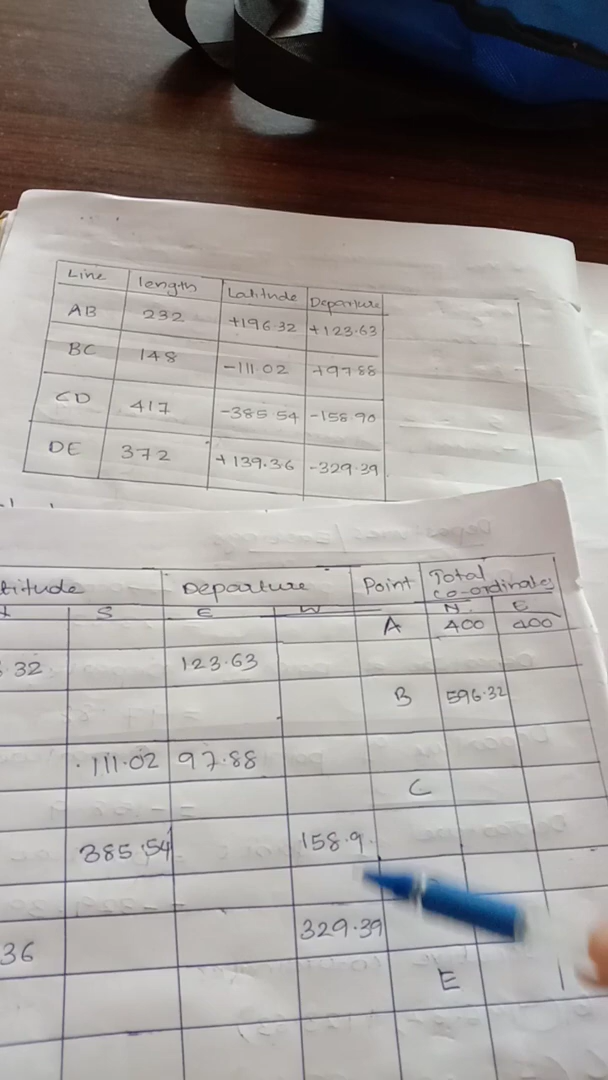 Line length Latitude Departure
AB 232 +196.32 +123.63
BC 148 -111.02 +97.88
CD 417 -385.54 -158.90
DE 372 +139.36 -329.39
titude Departure Point Total
co-ordinates
S E W N. E
A 400 400
.32 123.63
B 596.32
111.02 97.88
C
385.54 158.9
36 329.39
E